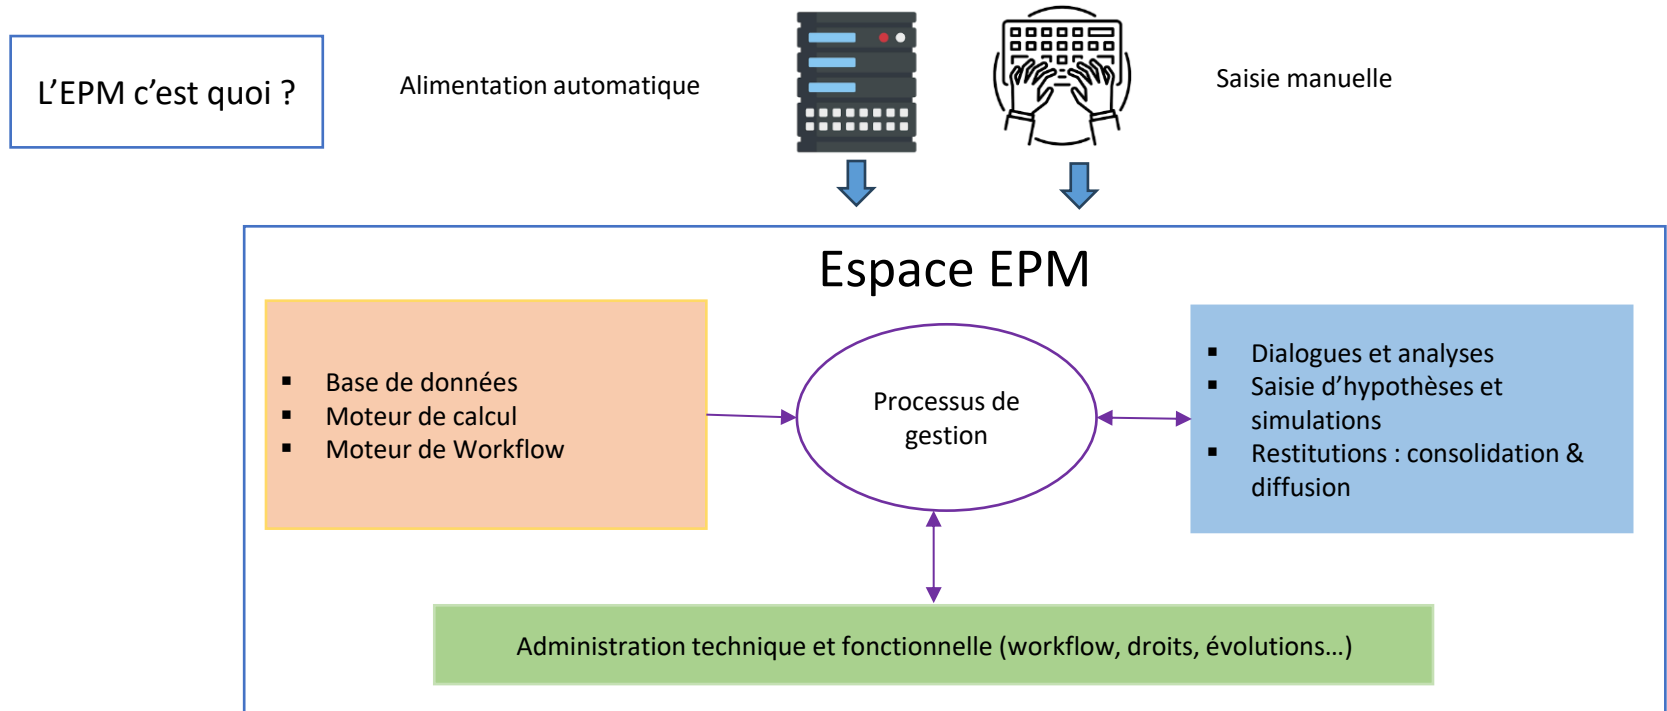 L’EPM c’est quoi ?
Alimentation automatique
Saisie manuelle
Espace EPM
▪ Base de données
▪ Moteur de calcul
▪ Moteur de Workflow
Processus de
gestion
▪ Dialogues et analyses
▪ Saisie d’hypothèses et
simulations
▪ Restitutions : consolidation &
diffusion
Administration technique et fonctionnelle (workflow, droits, évolutions…)